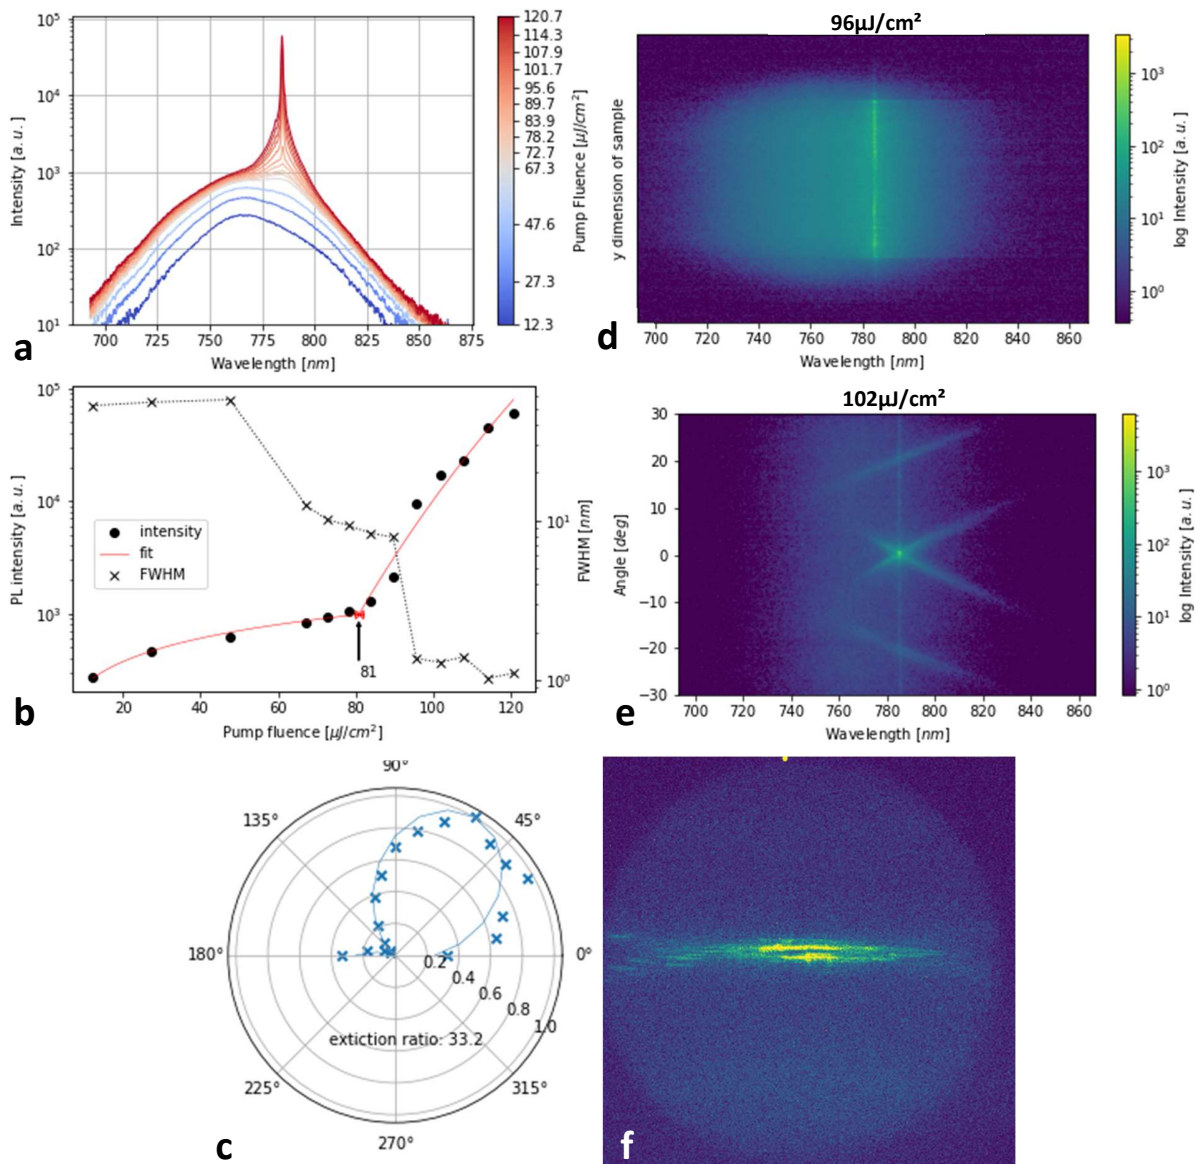 10⁵
10⁴
10³
10²
10¹
Intensity [a. u. ]
700 725 750 775 800 825 850 875
Wavelength [nm]
120.7
114.3
107.9
101.7
95.6
89.7
83.9
78.2
72.7
67.3
47.6
27.3
12.3
Pump Fluence [μJ/cm²]
a
96μJ/cm²
y dimension of sample
700 720 740 760 780 800 820 840 860
Wavelength [nm]
10³
10²
10¹
10⁰
log Intensity [a. u. ]
d
10⁵
10⁴
10³
PL intensity [a. u. ]
intensity
fit
FWHM
81
10¹
10⁰
FWHM [nm]
20 40 60 80 100 120
Pump fluence [μJ/cm²]
b
102μJ/cm²
30
20
10
0
−10
−20
−30
Angle [deg]
700 720 740 760 780 800 820 840 860
Wavelength [nm]
10³
10²
10¹
10⁰
log Intensity [a. u. ]
e
90°
135° 45°
180° 0°
0.2
0.4
0.6
0.8
1.0
extiction ratio: 33.2
225° 315°
270°
c
f